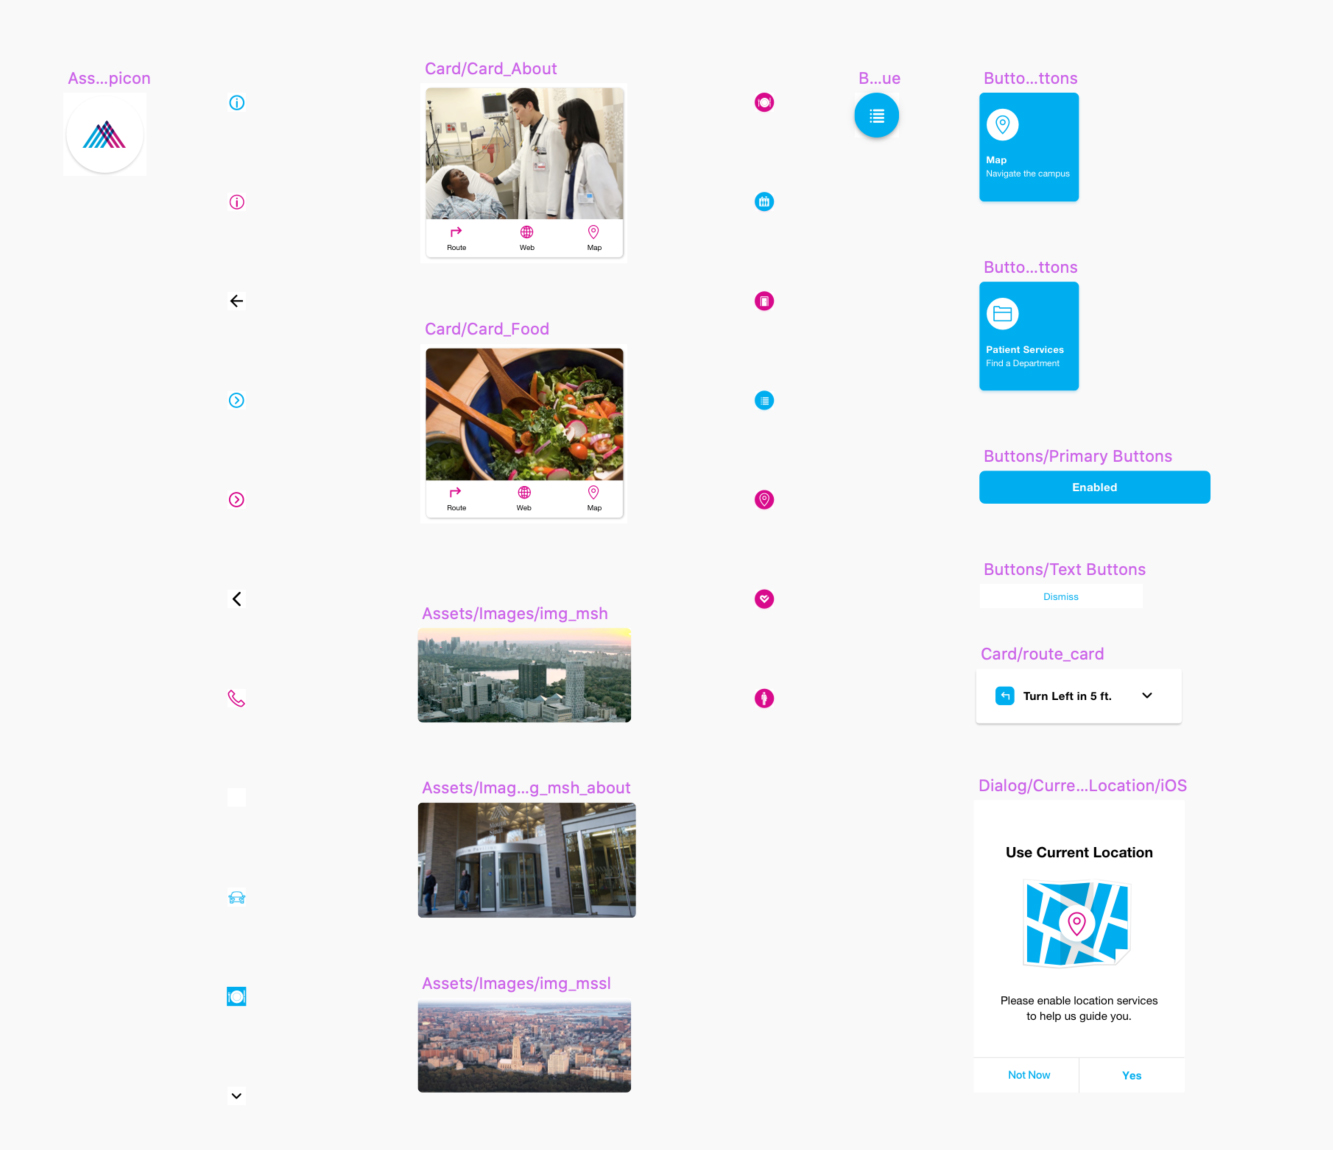 Ass...picon
Card/Card_About
Route
Web
Map
Card/Card_Food
Route
Web
Map
Assets/Images/img_msh
Assets/Imag...g_msh_about
Assets/Images/img_mssl
B...ue
Butto...ttons
Map
Navigate the campus
Butto...ttons
Patient Services
Find a Department
Buttons/Primary Buttons
Enabled
Buttons/Text Buttons
Dismiss
Card/route_card
Turn Left in 5 ft.
Dialog/Curre...Location/iOS
Use Current Location
Please enable location services
to help us guide you.
Not Now
Yes